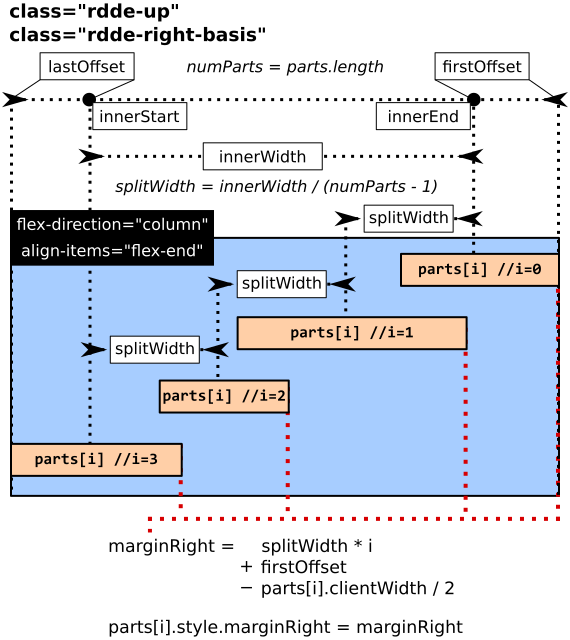 class="rdde-up"
class="rdde-right-basis"
lastOffset
numParts = parts.length
firstOffset
innerStart
innerEnd
innerWidth
splitWidth = innerWidth / (numParts - 1)
splitWidth
flex-direction="column"
align-items="flex-end"
parts[i] //i=0
splitWidth
parts[i] //i=1
splitWidth
parts[i] //i=2
parts[i] //i=3
marginRight = splitWidth * i
+ firstOffset
− parts[i].clientWidth / 2
parts[i].style.marginRight = marginRight